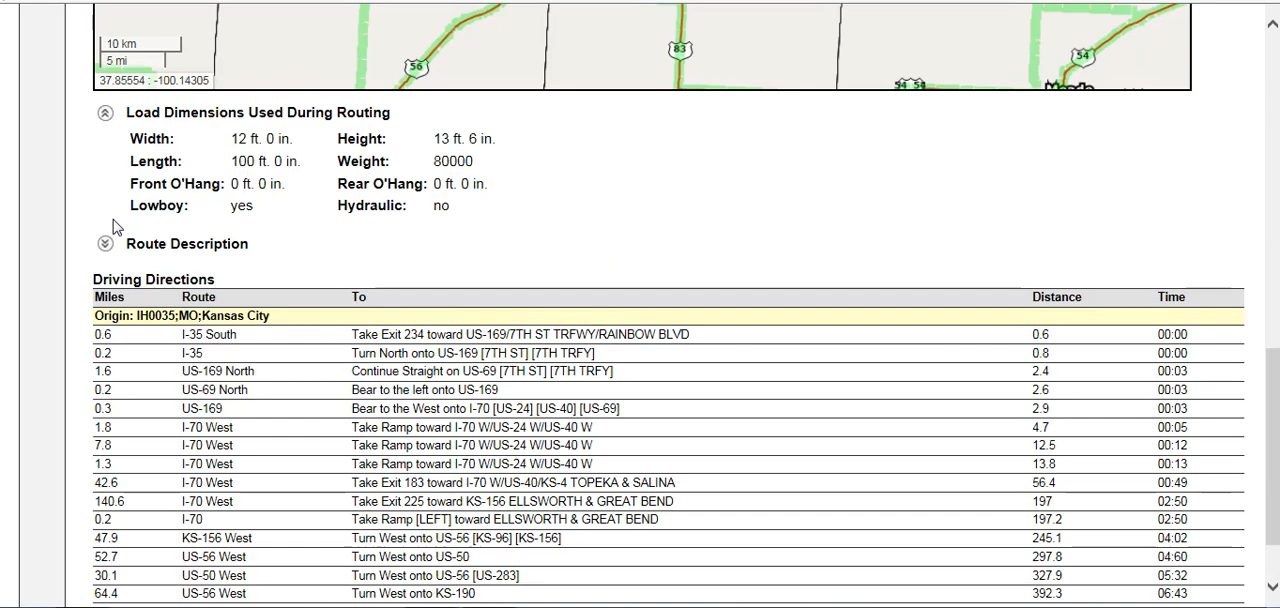 10 km
5 mi
37.85554 : -100.14305
56
83
54
54 54
Load Dimensions Used During Routing
Width: 12 ft. 0 in. Height: 13 ft. 6 in.
Length: 100 ft. 0 in. Weight: 80000
Front O'Hang: 0 ft. 0 in. Rear O'Hang: 0 ft. 0 in.
Lowboy: yes Hydraulic: no
Route Description
Driving Directions
Miles Route To Distance Time
Origin: IH0035;MO;Kansas City
0.6 I-35 South Take Exit 234 toward US-169/7TH ST TRFWY/RAINBOW BLVD 0.6 00:00
0.2 I-35 Turn North onto US-169 [7TH ST] [7TH TRFY] 0.8 00:00
1.6 US-169 North Continue Straight on US-69 [7TH ST] [7TH TRFY] 2.4 00:03
0.2 US-69 North Bear to the left onto US-169 2.6 00:03
0.3 US-169 Bear to the West onto I-70 [US-24] [US-40] [US-69] 2.9 00:03
1.8 I-70 West Take Ramp toward I-70 W/US-24 W/US-40 W 4.7 00:05
7.8 I-70 West Take Ramp toward I-70 W/US-24 W/US-40 W 12.5 00:12
1.3 I-70 West Take Ramp toward I-70 W/US-24 W/US-40 W 13.8 00:13
42.6 I-70 West Take Exit 183 toward I-70 W/US-40/KS-4 TOPEKA & SALINA 56.4 00:49
140.6 I-70 West Take Exit 225 toward KS-156 ELLSWORTH & GREAT BEND 197 02:50
0.2 I-70 Take Ramp [LEFT] toward ELLSWORTH & GREAT BEND 197.2 02:50
47.9 KS-156 West Turn West onto US-56 [KS-96] [KS-156] 245.1 04:02
52.7 US-56 West Turn West onto US-50 297.8 04:60
30.1 US-50 West Turn West onto US-56 [US-283] 327.9 05:32
64.4 US-56 West Turn West onto KS-190 392.3 06:43